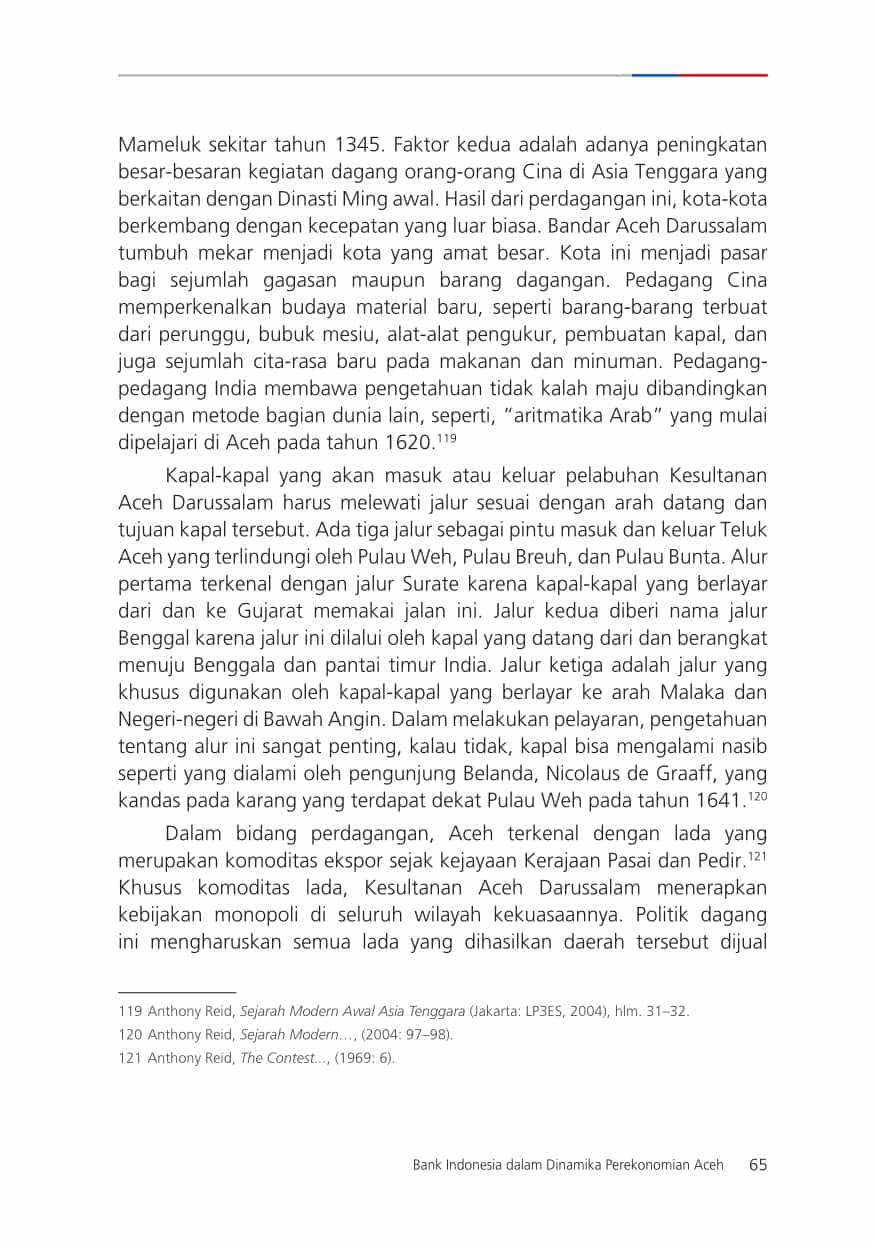 Mameluk sekitar tahun 1345. Faktor kedua adalah adanya peningkatan
besar-besaran kegiatan dagang orang-orang Cina di Asia Tenggara yang
berkaitan dengan Dinasti Ming awal. Hasil dari perdagangan ini, kota-kota
berkembang dengan kecepatan yang luar biasa. Bandar Aceh Darussalam
tumbuh mekar menjadi kota yang amat besar. Kota ini menjadi pasar
bagi sejumlah gagasan maupun barang dagangan. Pedagang Cina
memperkenalkan budaya material baru, seperti barang-barang terbuat
dari perunggu, bubuk mesiu, alat-alat pengukur, pembuatan kapal, dan
juga sejumlah cita-rasa baru pada makanan dan minuman. Pedagang-
pedagang India membawa pengetahuan tidak kalah maju dibandingkan
dengan metode bagian dunia lain, seperti, “aritmatika Arab” yang mulai
dipelajari di Aceh pada tahun 1620.119
Kapal-kapal yang akan masuk atau keluar pelabuhan Kesultanan
Aceh Darussalam harus melewati jalur sesuai dengan arah datang dan
tujuan kapal tersebut. Ada tiga jalur sebagai pintu masuk dan keluar Teluk
Aceh yang terlindungi oleh Pulau Weh, Pulau Breuh, dan Pulau Bunta. Alur
pertama terkenal dengan jalur Surate karena kapal-kapal yang berlayar
dari dan ke Gujarat memakai jalan ini. Jalur kedua diberi nama jalur
Benggal karena jalur ini dilalui oleh kapal yang datang dari dan berangkat
menuju Benggala dan pantai timur India. Jalur ketiga adalah jalur yang
khusus digunakan oleh kapal-kapal yang berlayar ke arah Malaka dan
Negeri-negeri di Bawah Angin. Dalam melakukan pelayaran, pengetahuan
tentang alur ini sangat penting, kalau tidak, kapal bisa mengalami nasib
seperti yang dialami oleh pengunjung Belanda, Nicolaus de Graaff, yang
kandas pada karang yang terdapat dekat Pulau Weh pada tahun 1641.120
Dalam bidang perdagangan, Aceh terkenal dengan lada yang
merupakan komoditas ekspor sejak kejayaan Kerajaan Pasai dan Pedir.121
Khusus komoditas lada, Kesultanan Aceh Darussalam menerapkan
kebijakan monopoli di seluruh wilayah kekuasaannya. Politik dagang
ini mengharuskan semua lada yang dihasilkan daerah tersebut dijual
119 Anthony Reid, Sejarah Modern Awal Asia Tenggara (Jakarta: LP3ES, 2004), hlm. 31–32.
120 Anthony Reid, Sejarah Modern…, (2004: 97–98).
121 Anthony Reid, The Contest..., (1969: 6).
Bank Indonesia dalam Dinamika Perekonomian Aceh 65